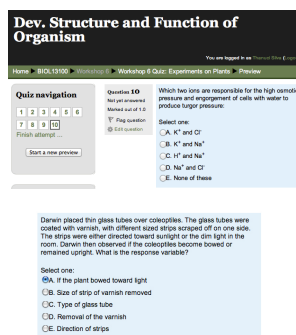 Dev. Structure and Function of
Organism
You are logged in as
Home BIOL13100 Workshop 6 Workshop 6 Quiz: Experiments on Plants Preview
Quiz navigation
1 2 3 4 5 6
7 8 9 10
Finish attempt ...
Start a new preview
Question 10
Not yet answered
Marked out of 1.0
Flag question
Edit question
Which two ions are responsible for the high osmotic
pressure and engorgement of cells with water to
produce turgor pressure:
Select one:
A. K+ and Cl-
B. K+ and Na+
C. H+ and Na+
D. Na+ and Cl-
E. None of these
Darwin placed thin glass tubes over coleoptiles. The glass tubes were
coated with varnish, with different sized strips scraped off on one side.
The strips were either directed toward sunlight or the dim light in the
room. Darwin then observed if the coleoptiles become bowed or
remained upright. What is the response variable?
Select one:
A. If the plant bowed toward light
B. Size of strip of varnish removed
C. Type of glass tube
D. Removal of the varnish
E. Direction of strips